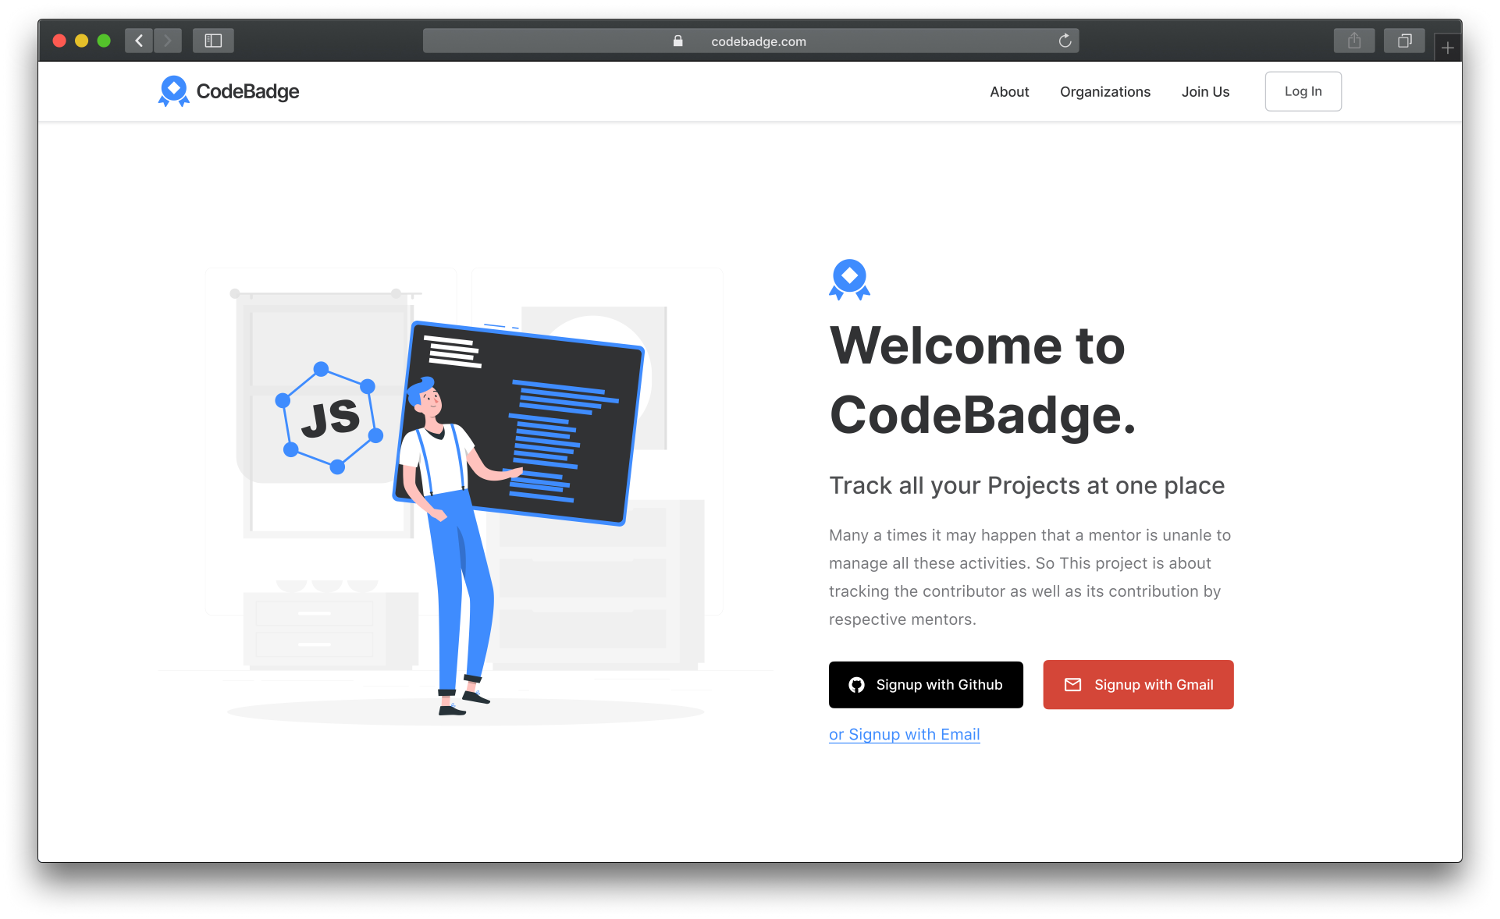 codebadge.com
CodeBadge
About
Organizations
Join Us
Log In
JS
Welcome to
CodeBadge.
Track all your Projects at one place
Many a times it may happen that a mentor is unanle to
manage all these activities. So This project is about
tracking the contributor as well as its contribution by
respective mentors.
Signup with Github
Signup with Gmail
or Signup with Email